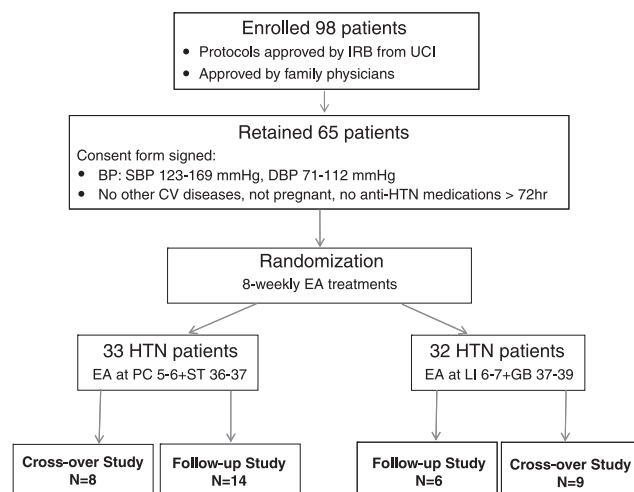 Enrolled 98 patients
• Protocols approved by IRB from UCI
• Approved by family physicians
Retained 65 patients
Consent form signed:
• BP: SBP 123-169 mmHg, DBP 71-112 mmHg
• No other CV diseases, not pregnant, no anti-HTN medications > 72hr
Randomization
8-weekly EA treatments
33 HTN patients
EA at PC 5-6+ST 36-37
32 HTN patients
EA at LI 6-7+GB 37-39
Cross-over Study
N=8
Follow-up Study
N=14
Follow-up Study
N=6
Cross-over Study
N=9